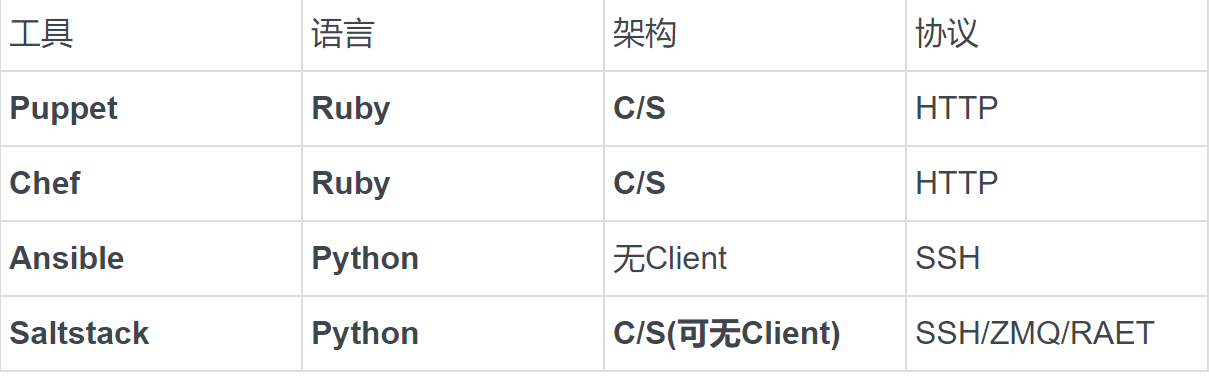 工具 语言 架构 协议
Puppet Ruby C/S HTTP
Chef Ruby C/S HTTP
Ansible Python 无Client SSH
Saltstack Python C/S(可无Client) SSH/ZMQ/RAET